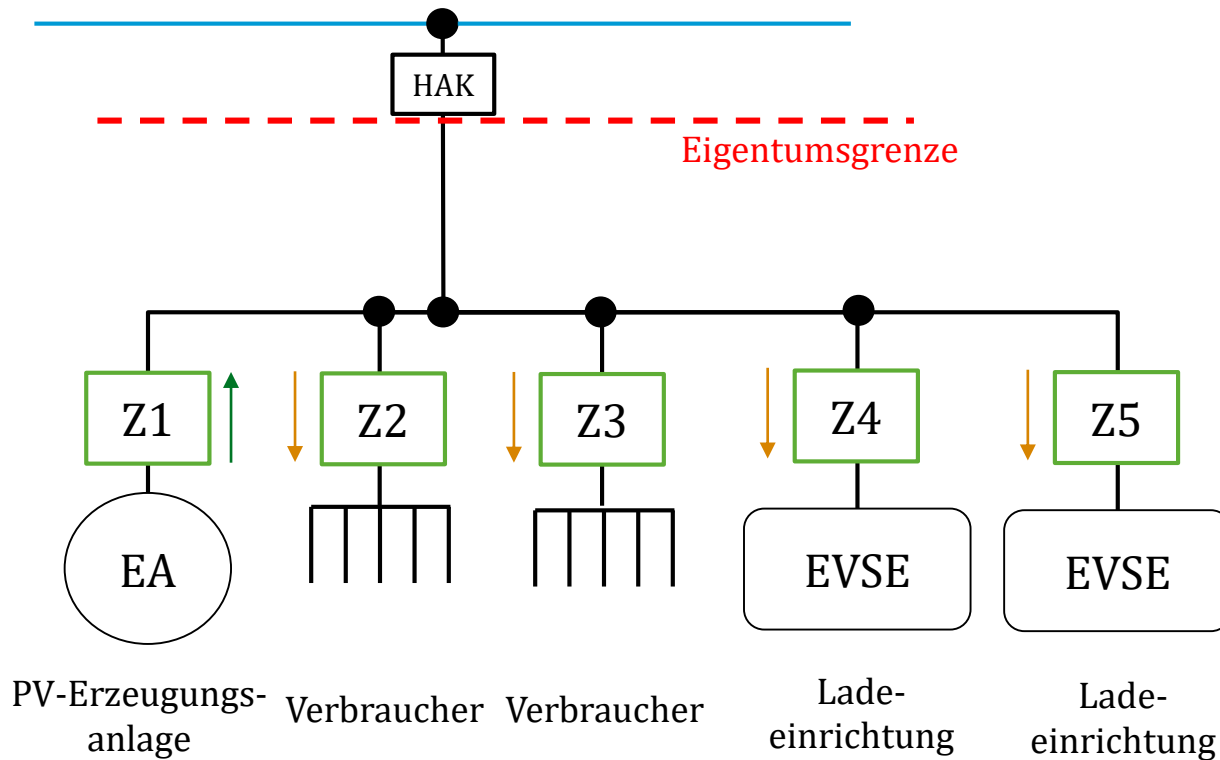 HAK
Eigentumsgrenze
Z1
Z2
Z3
Z4
Z5
EA
EVSE
EVSE
PV-Erzeugungs-
anlage
Verbraucher
Verbraucher
Lade-
einrichtung
Lade-
einrichtung